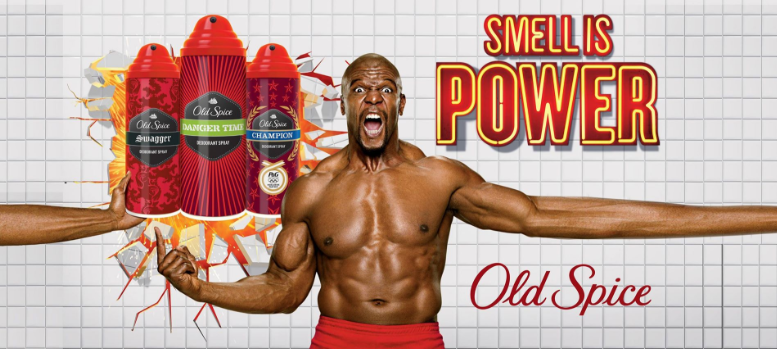 SMELL IS
POWER
Old Spice
Swagger
DEODORANT SPRAY
Old Spice
DANGER TIME
DEODORANT SPRAY
Old Spice
CHAMPION
DEODORANT SPRAY
P&G
Old Spice